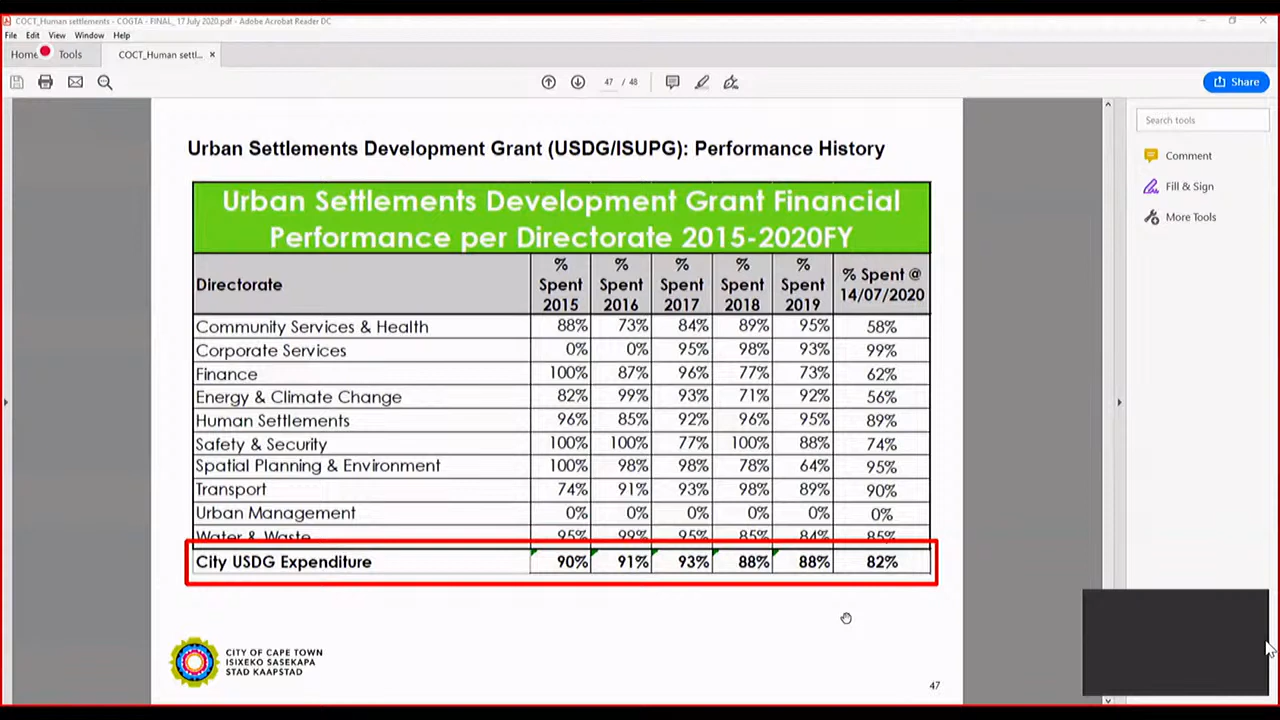 COCT_Human settlements - COGTA - FINAL_ 17 July 2020.pdf - Adobe Acrobat Reader DC
File Edit View Window Help
Home Tools COCT_Human settl... ×
47 / 48 Share
Search tools
Comment
Fill & Sign
More Tools
Urban Settlements Development Grant (USDG/ISUPG): Performance History
Urban Settlements Development Grant Financial
Performance per Directorate 2015-2020FY
Directorate % Spent 2015 % Spent 2016 % Spent 2017 % Spent 2018 % Spent 2019 % Spent @ 14/07/2020
Community Services & Health 88% 73% 84% 89% 95% 58%
Corporate Services 0% 0% 95% 98% 93% 99%
Finance 100% 87% 96% 77% 73% 62%
Energy & Climate Change 82% 99% 93% 71% 92% 56%
Human Settlements 96% 85% 92% 96% 95% 89%
Safety & Security 100% 100% 77% 100% 88% 74%
Spatial Planning & Environment 100% 98% 98% 78% 64% 95%
Transport 74% 91% 93% 98% 89% 90%
Urban Management 0% 0% 0% 0% 0% 0%
Water & Waste 95% 99% 95% 85% 84% 85%
City USDG Expenditure 90% 91% 93% 88% 88% 82%
CITY OF CAPE TOWN
ISIXEKO SASEKAPA
STAD KAAPSTAD
47